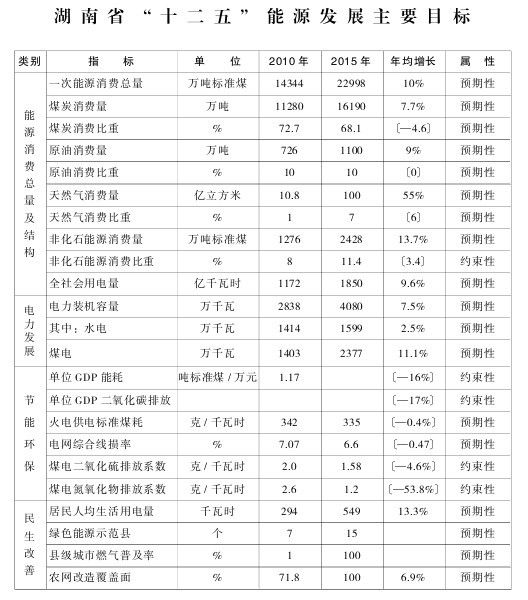 湖南省“十二五”能源发展主要目标
类别 指标 单位 2010年 2015年 年均增长 属性
能源消费总量及结构
一次能源消费总量 万吨标准煤 14344 22998 10% 预期性
煤炭消费量 万吨 11280 16190 7.7% 预期性
煤炭消费比重 % 72.7 68.1 〔—4.6〕 预期性
原油消费量 万吨 726 1100 9% 预期性
原油消费比重 % 10 10 〔0〕 预期性
天然气消费量 亿立方米 10.8 100 55% 预期性
天然气消费比重 % 1 7 〔6〕 预期性
非化石能源消费量 万吨标准煤 1276 2428 13.7% 预期性
非化石能源消费比重 % 8 11.4 〔3.4〕 约束性
全社会用电量 亿千瓦时 1172 1850 9.6% 预期性
电力发展
电力装机容量 万千瓦 2838 4080 7.5% 预期性
其中：水电 万千瓦 1414 1599 2.5% 预期性
煤电 万千瓦 1403 2377 11.1% 预期性
节能环保
单位GDP能耗 吨标准煤/万元 1.17 〔—16%〕 约束性
单位GDP二氧化碳排放 〔—17%〕 约束性
火电供电标准煤耗 克/千瓦时 342 335 〔—0.4%〕 预期性
电网综合线损率 % 7.07 6.6 〔—0.47〕 预期性
煤电二氧化硫排放系数 克/千瓦时 2.0 1.58 〔—4.6%〕 约束性
煤电氮氧化物排放系数 克/千瓦时 2.6 1.2 〔—53.8%〕 约束性
民生改善
居民人均生活用电量 千瓦时 294 549 13.3% 预期性
绿色能源示范县 个 7 15 预期性
县级城市燃气普及率 % 1 100 预期性
农网改造覆盖面 % 71.8 100 6.9% 预期性